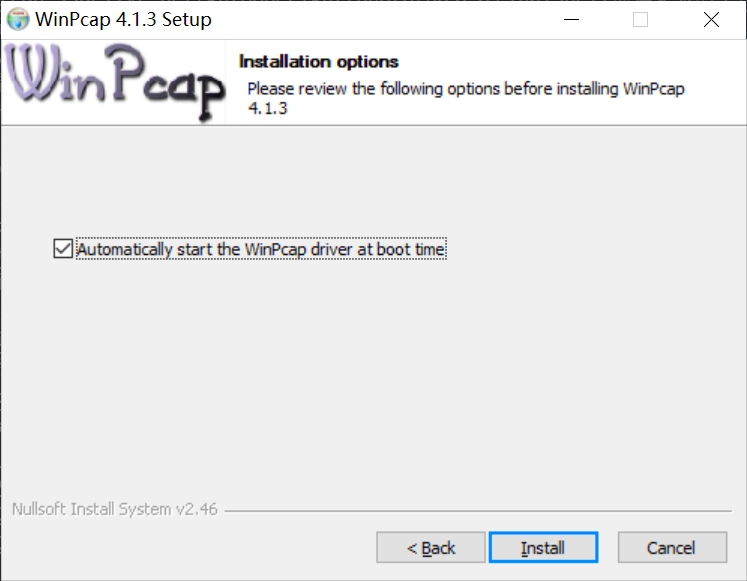 WinPcap 4.1.3 Setup
WinPcap
Installation options
Please review the following options before installing WinPcap
4.1.3
Automatically start the WinPcap driver at boot time
Nullsoft Install System v2.46
< Back
Install
Cancel